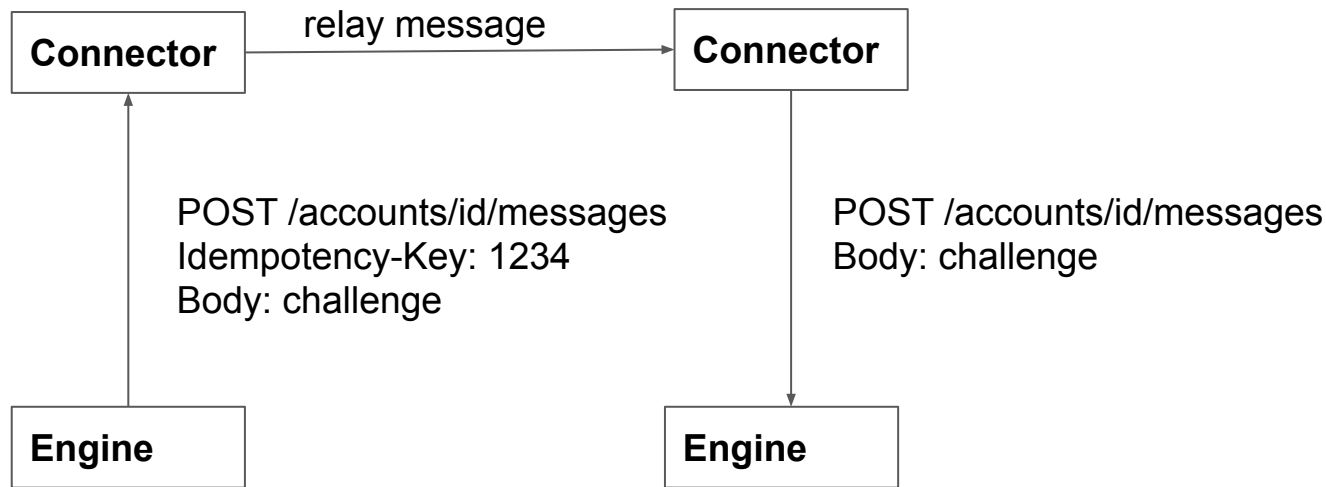 relay message
Connector
Connector
POST /accounts/id/messages
Idempotency-Key: 1234
Body: challenge
POST /accounts/id/messages
Body: challenge
Engine
Engine